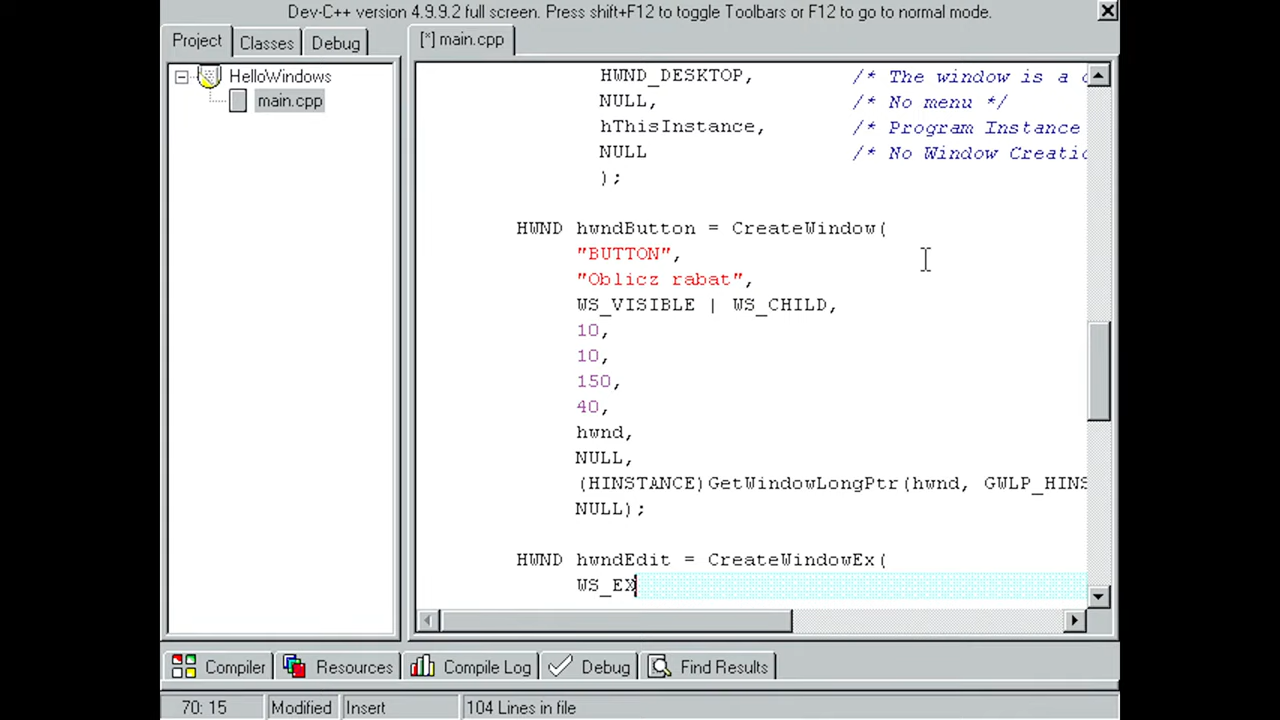 Dev-C++ version 4.9.9.2 full screen. Press shift+F12 to toggle Toolbars or F12 to go to normal mode.
Project
Classes
Debug
[*] main.cpp
HelloWindows
main.cpp
HWND_DESKTOP, /* The window is a
NULL, /* No menu */
hThisInstance, /* Program Instance
NULL /* No Window
);
HWND hwndButton = CreateWindow(
"BUTTON",
"Oblicz rabat",
WS_VISIBLE | WS_CHILD,
10,
10,
150,
40,
hwnd,
NULL,
(HINSTANCE)GetWindowLongPtr(hwnd,
NULL);
HWND hwndEdit = CreateWindowEx(
WS_EX
Compiler
Resources
Compile Log
Debug
Find Results
70: 15
Modified
Insert
104 Lines in file